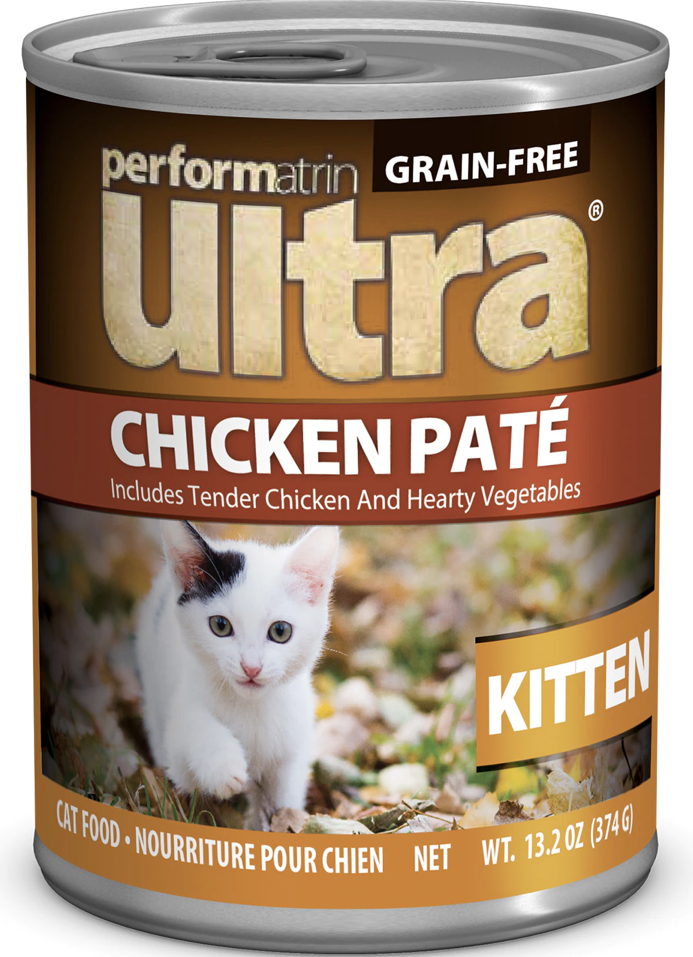 performatrin
GRAIN-FREE
ultra®
CHICKEN PATÉ
Includes Tender Chicken And Hearty Vegetables
KITTEN
CAT FOOD • NOURRITURE POUR CHIEN NET WT. 13.2 OZ (374 G)